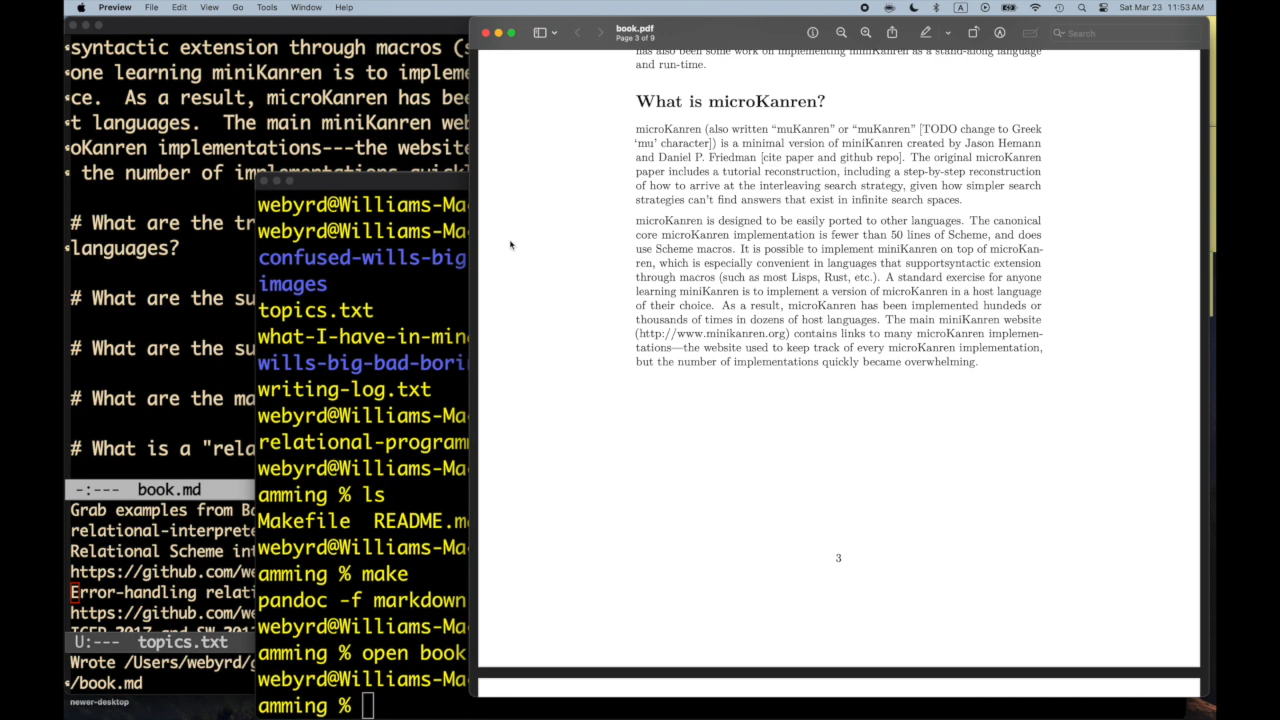 Preview File Edit View Go Tools Window Help
A
Sat Mar 23 11:53 AM
syntactic extension through macros (s
one learning miniKanren is to impleme
ce. As a result, microKanren has bee
t languages. The main miniKanren web
oKanren implementations---the website
the number of implementations quickl
# What are the tr
languages?
# What are the su
# What are the su
# What are the ma
# What is a "rela
-:--- book.md
Grab examples from Bo
relational-interprete
Relational Scheme int
https://github.com/we
Error-handling relati
https://github.com/we
U:--- topics.txt
Wrote /Users/webyrd/g
/book.md
newer-desktop
webyrd@Williams-Ma
webyrd@Williams-Ma
confused-wills-big
images
topics.txt
what-I-have-in-min
wills-big-bad-bori
writing-log.txt
webyrd@Williams-Ma
relational-program
webyrd@Williams-Ma
amming % ls
Makefile README.m
webyrd@Williams-Ma
amming % make
pandoc -f markdown
webyrd@Williams-Ma
amming % open book
webyrd@Williams-Ma
amming %
book.pdf
Page 3 of 9
Search
has also been some work on implementing miniKanren as a stand-along language
and run-time.
What is microKanren?
microKanren (also written “muKanren” or “muKanren” [TODO change to Greek
‘mu’ character]) is a minimal version of miniKanren created by Jason Hemann
and Daniel P. Friedman [cite paper and github repo]. The original microKanren
paper includes a tutorial reconstruction, including a step-by-step reconstruction
of how to arrive at the interleaving search strategy, given how simpler search
strategies can’t find answers that exist in infinite search spaces.
microKanren is designed to be easily ported to other languages. The canonical
core microKanren implementation is fewer than 50 lines of Scheme, and does
use Scheme macros. It is possible to implement miniKanren on top of microKan-
ren, which is especially convenient in languages that supportsyntactic extension
through macros (such as most Lisps, Rust, etc.). A standard exercise for anyone
learning miniKanren is to implement a version of microKanren in a host language
of their choice. As a result, microKanren has been implemented hundeds or
thousands of times in dozens of host languages. The main miniKanren website
(http://www.minikanren.org) contains links to many microKanren implemen-
tations—the website used to keep track of every microKanren implementation,
but the number of implementations quickly became overwhelming.
3